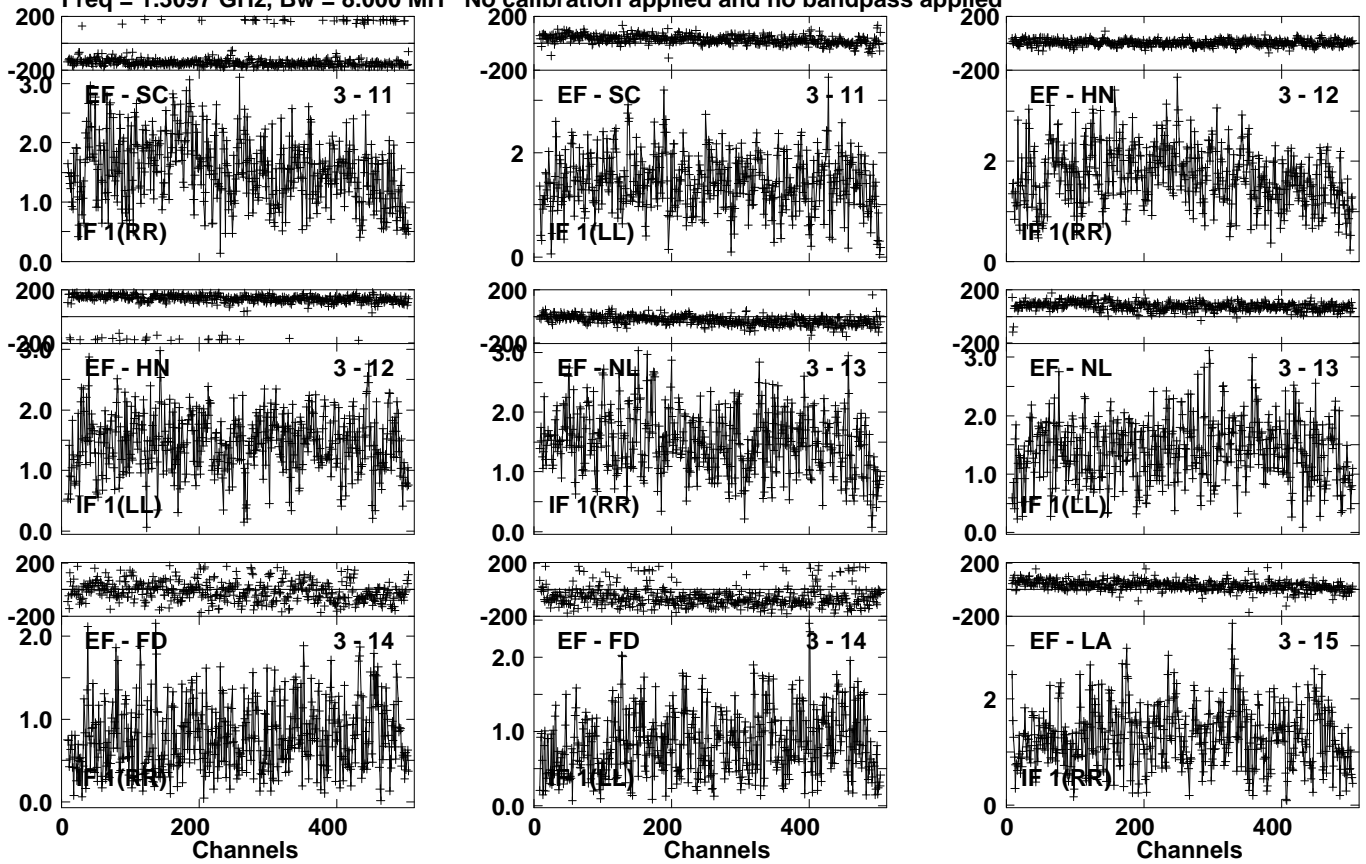 Freq = 1.3097 GHz, Bw = 8.000 MH No calibration applied and no bandpass applied
200
-200
3.0
2.0
1.0
0.0
EF - SC 3 - 11
IF 1(RR)
200
-200
2
0
EF - SC 3 - 11
IF 1(LL)
200
-200
2
0
EF - HN 3 - 12
IF 1(RR)
200
-200
3.0
2.0
1.0
0.0
EF - HN 3 - 12
IF 1(LL)
200
-200
3.0
2.0
1.0
0.0
EF - NL 3 - 13
IF 1(RR)
200
-200
3.0
2.0
1.0
0.0
EF - NL 3 - 13
IF 1(LL)
200
-200
2.0
1.0
0.0
EF - FD 3 - 14
IF 1(RR)
0 200 400
Channels
200
-200
2.0
1.0
0.0
EF - FD 3 - 14
IF 1(LL)
0 200 400
Channels
200
-200
2
0
EF - LA 3 - 15
IF 1(RR)
0 200 400
Channels